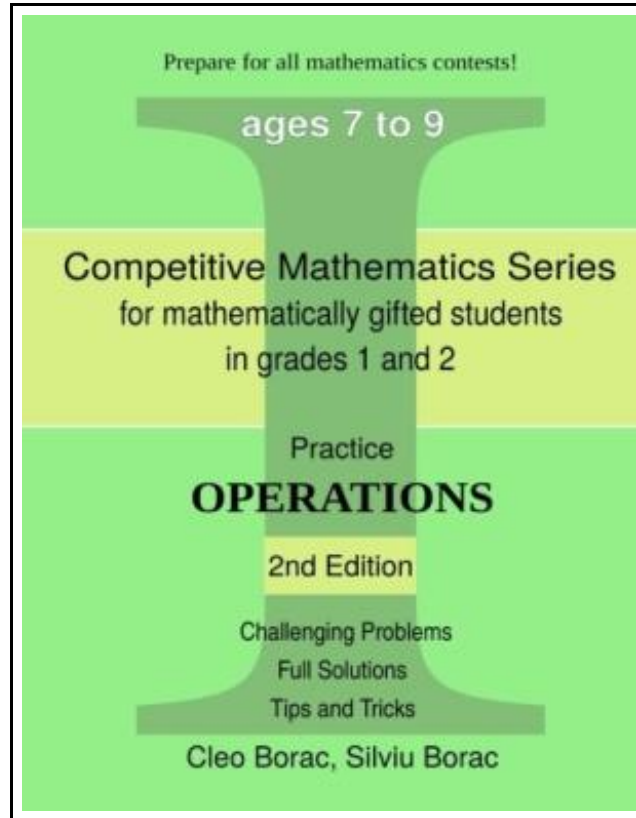 Prepare for all mathematics contests!
ages 7 to 9
Competitive Mathematics Series
for mathematically gifted students
in grades 1 and 2
Practice
OPERATIONS
2nd Edition
Challenging Problems
Full Solutions
Tips and Tricks
Cleo Borac, Silviu Borac